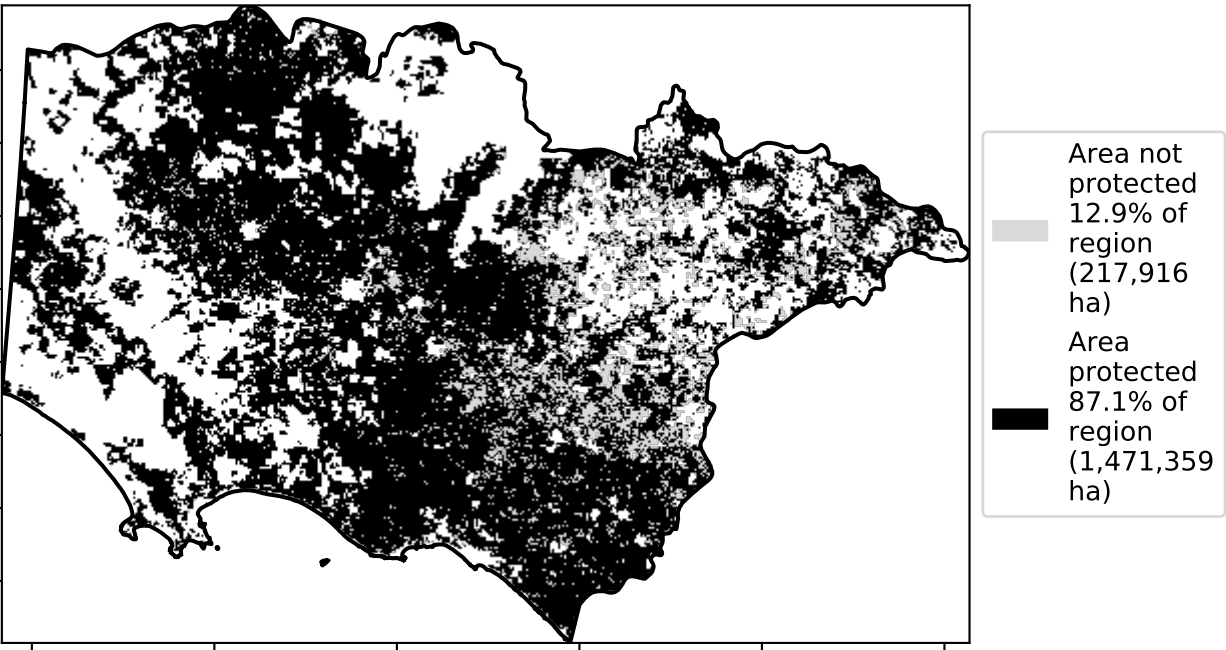 Area not
protected
12.9% of
region
(217,916
ha)
Area
protected
87.1% of
region
(1,471,359
ha)